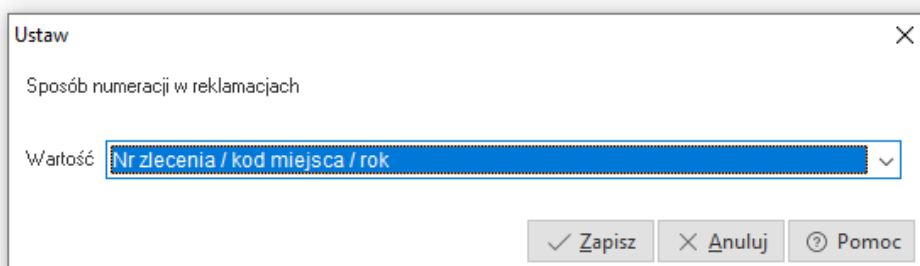 Ustaw
Sposób numeracji w reklamacjach
Wartość Nr zlecenia / kod miejsca / rok
Zapisz Anuluj Pomoc